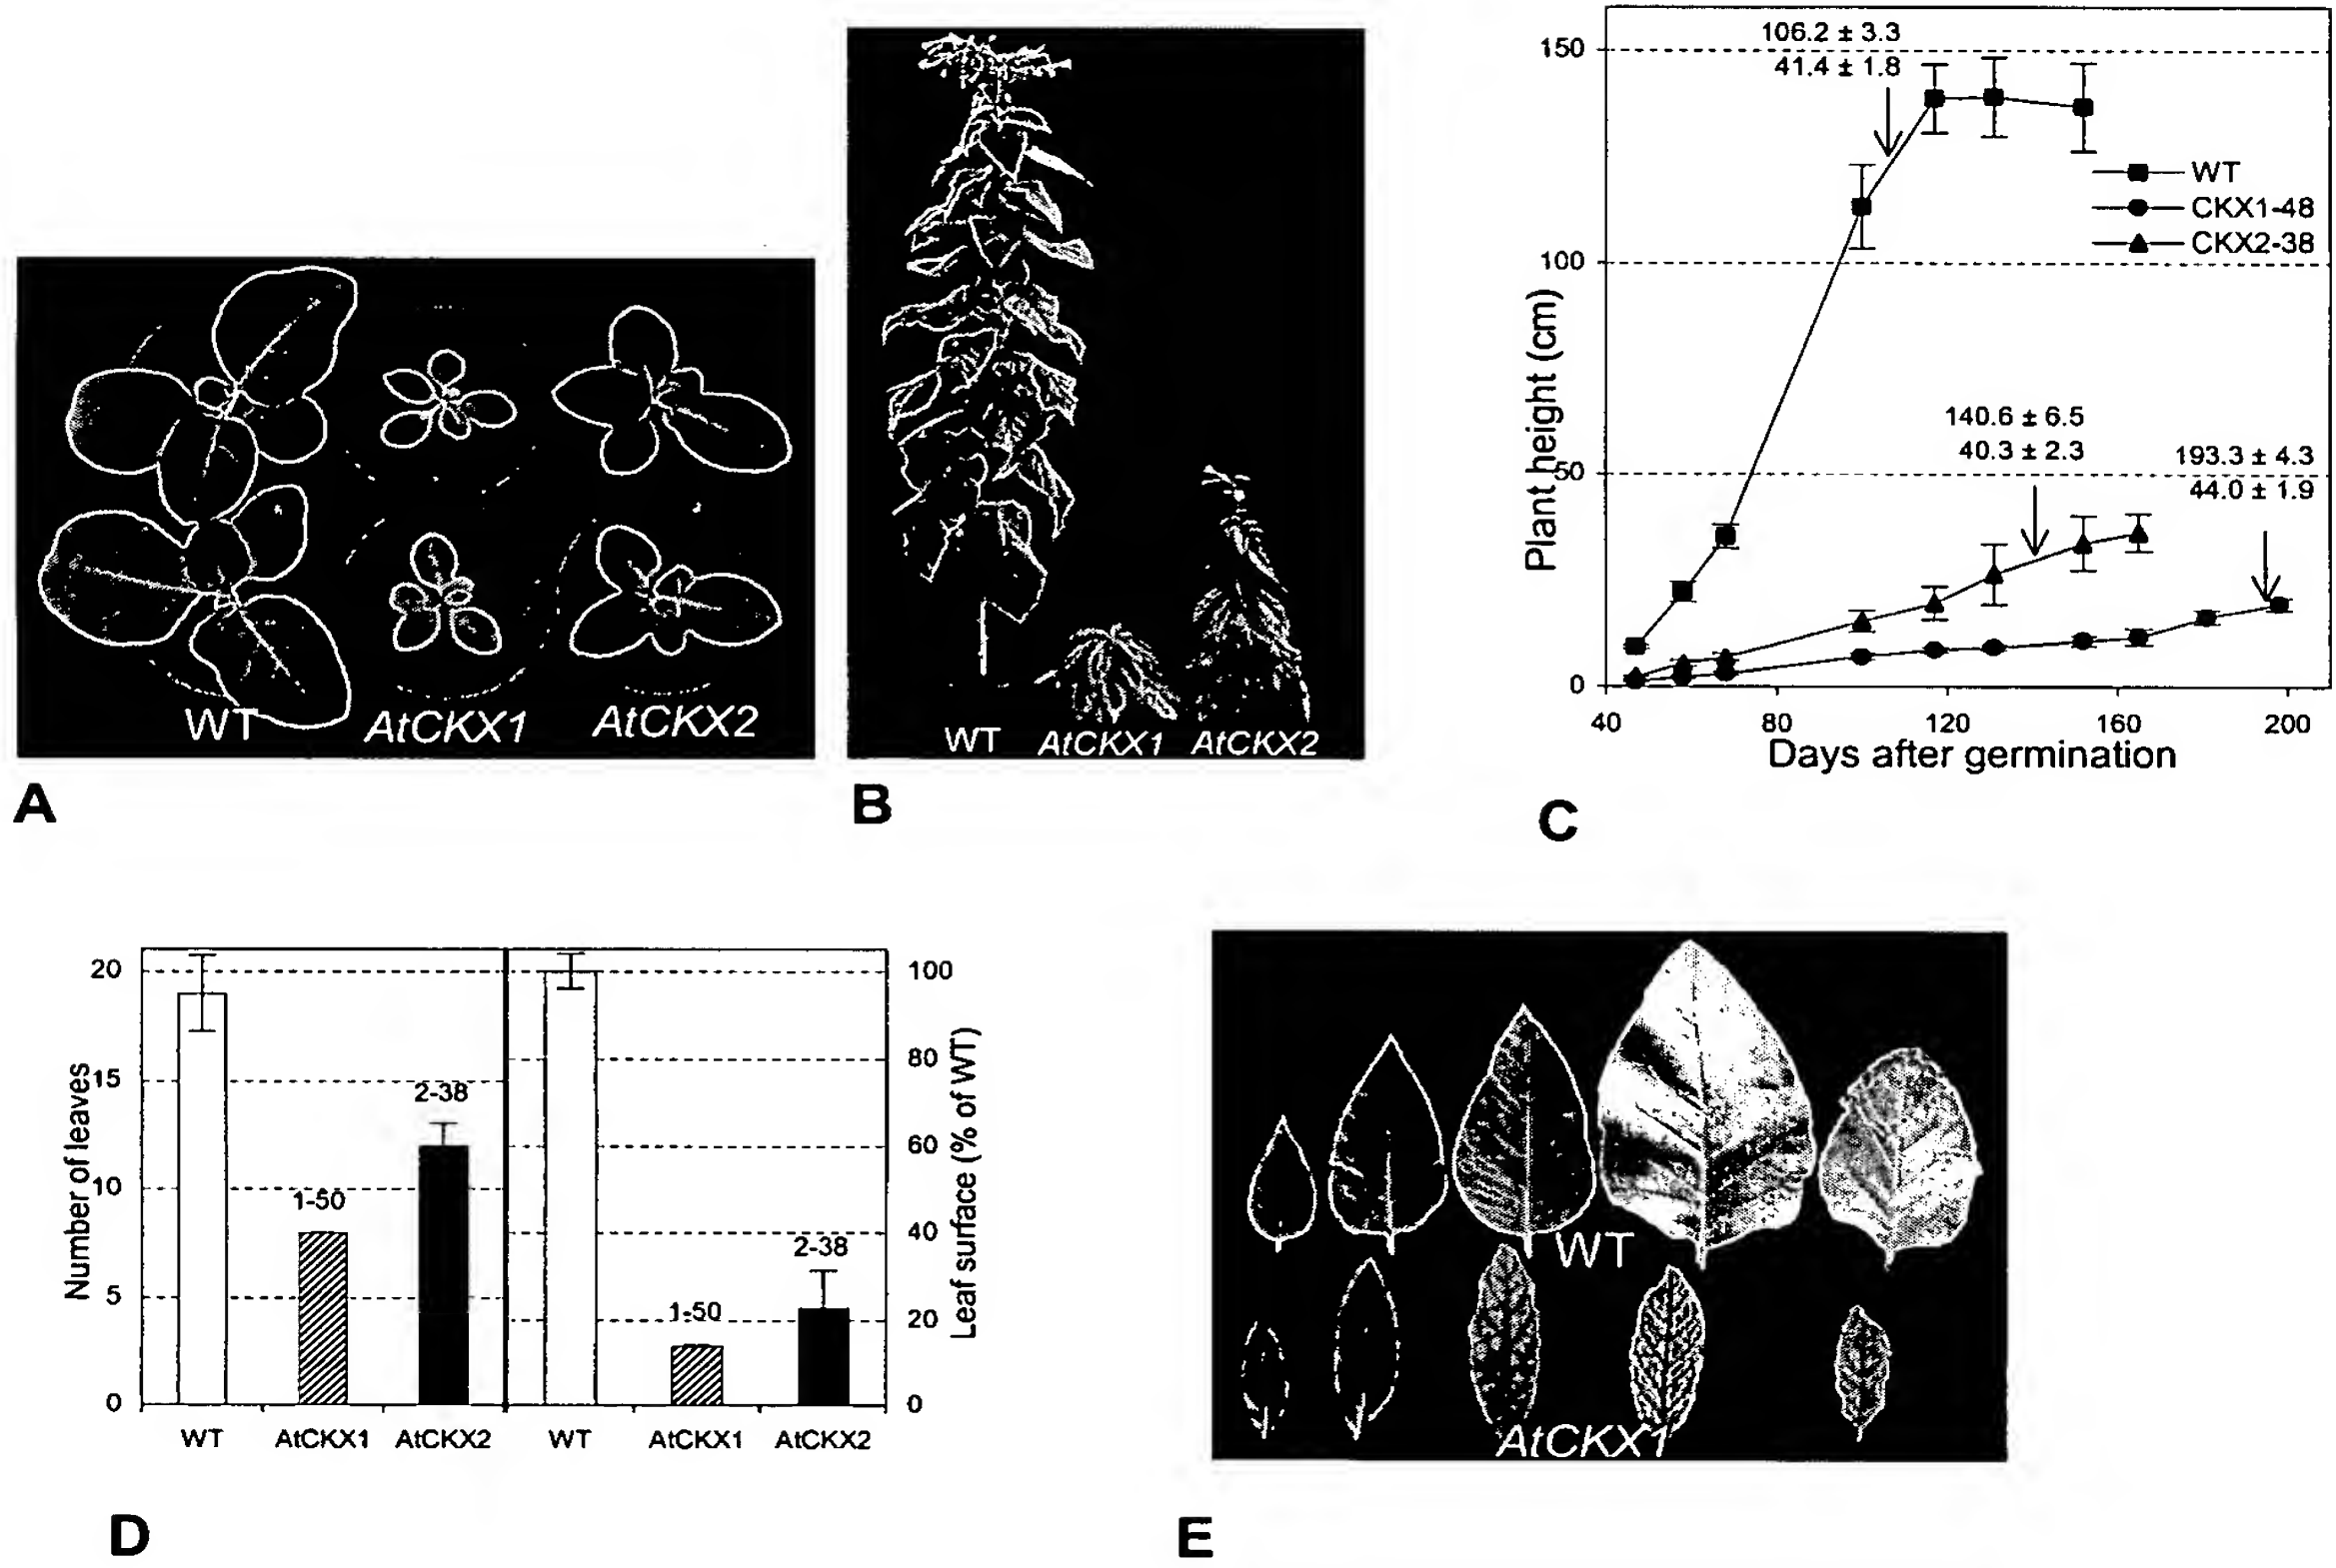 WT
AtCKX1
AtCKX2
A
WT
AtCKX1
AtCKX2
B
150
100
50
0
40
80
120
160
200
Plant height (cm)
Days after germination
106.2 ± 3.3
41.4 ± 1.8
WT
CKX1-48
CKX2-38
140.6 ± 6.5
40.3 ± 2.3
193.3 ± 4.3
44.0 ± 1.9
C
20
15
10
5
0
Number of leaves
1-50
2-38
WT
AtCKX1
AtCKX2
1-50
2-38
WT
AtCKX1
AtCKX2
100
80
60
40
20
0
Leaf surface (% of WT)
D
WT
AtCKX1
E